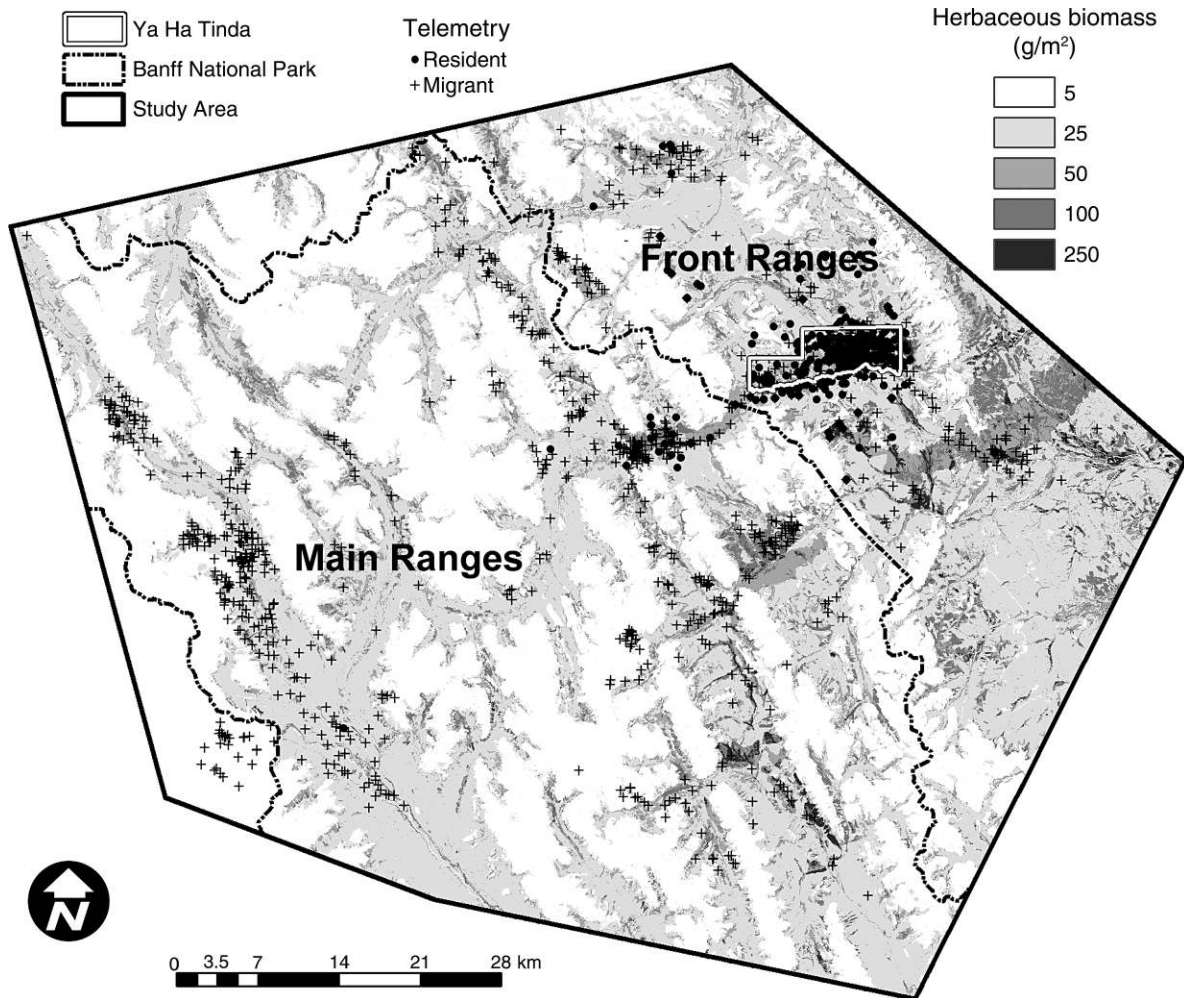 Ya Ha Tinda
Banff National Park
Study Area
Telemetry
Resident
+Migrant
Herbaceous biomass
(g/m²)
5
25
50
100
250
Front Ranges
Main Ranges
N
0 3.5 7 14 21 28 km